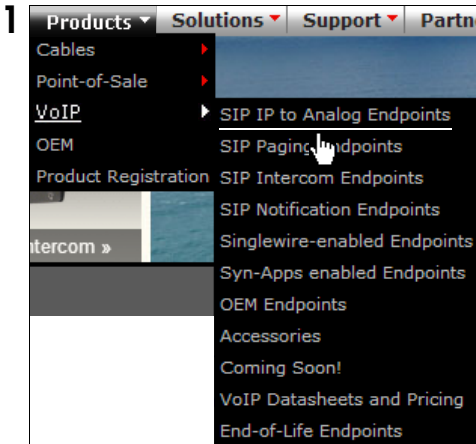 1
Products Solutions Support
Cables
Point-of-Sale
VoIP
SIP IP to Analog Endpoints
OEM
SIP Paging Endpoints
Product Registration
SIP Intercom Endpoints
SIP Notification Endpoints
ntercom »
Singlewire-enabled Endpoints
Syn-Apps enabled Endpoints
OEM Endpoints
Accessories
Coming Soon!
VoIP Datasheets and Pricing
End-of-Life Endpoints